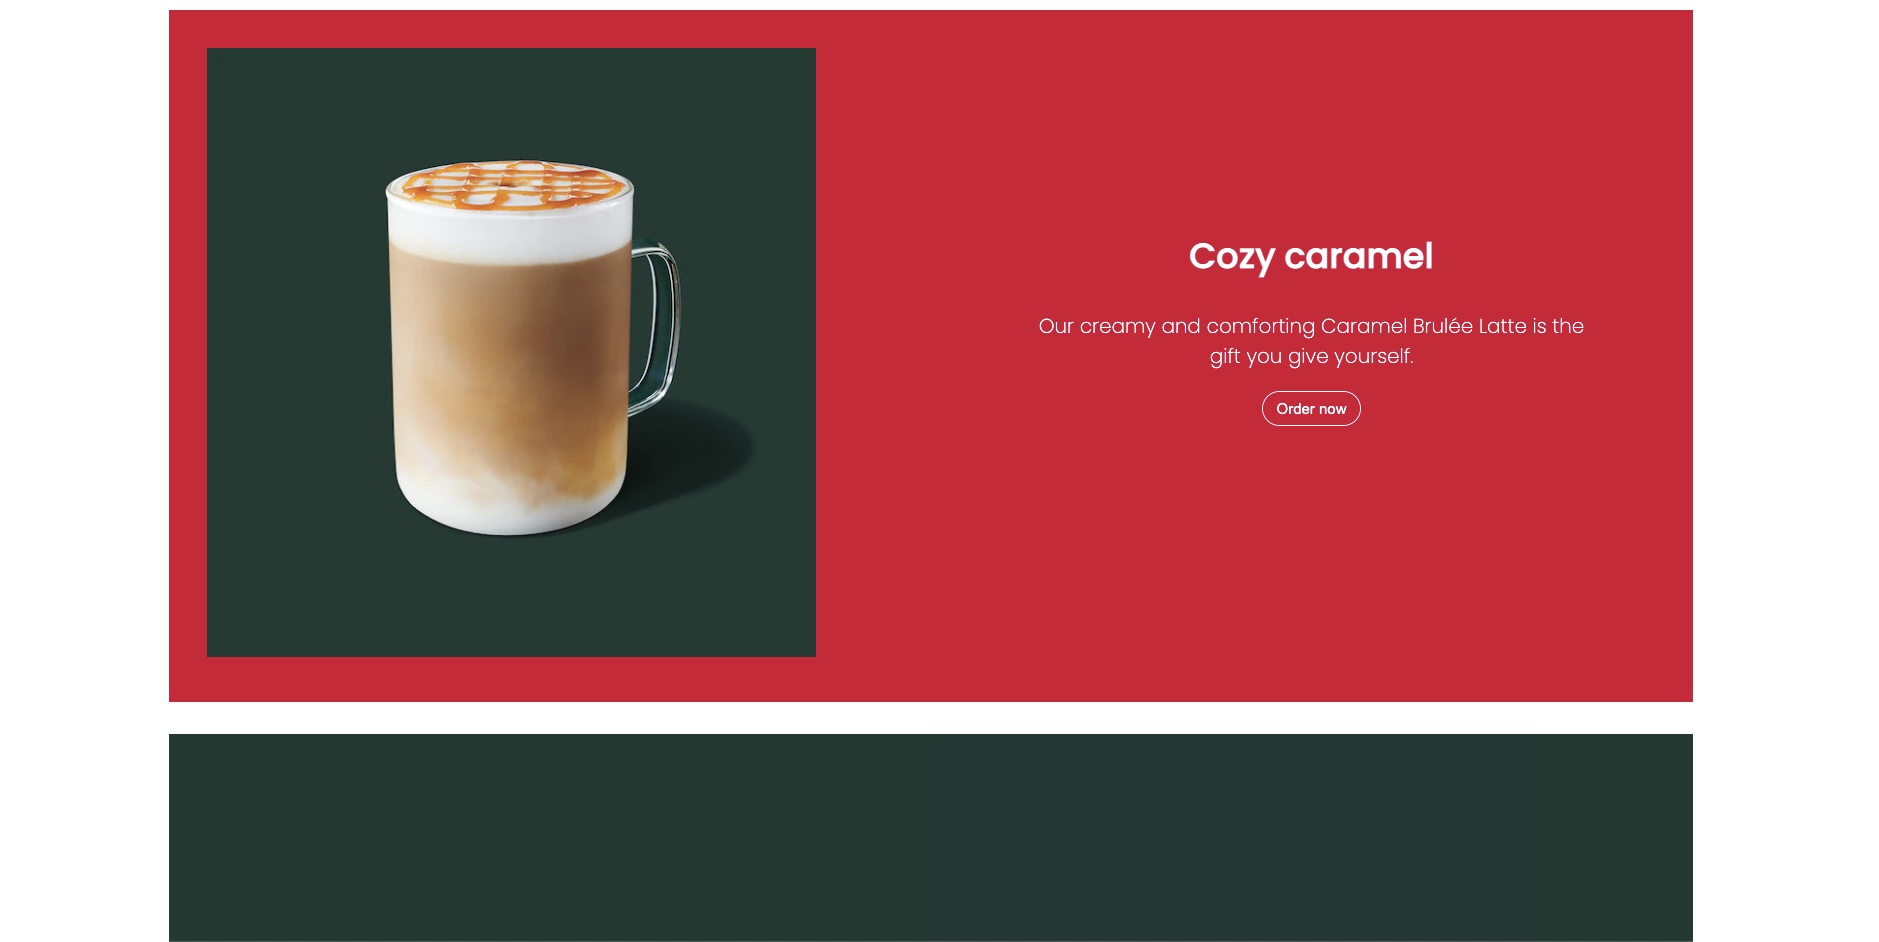 Cozy caramel
Our creamy and comforting Caramel Brulée Latte is the
gift you give yourself.
Order now